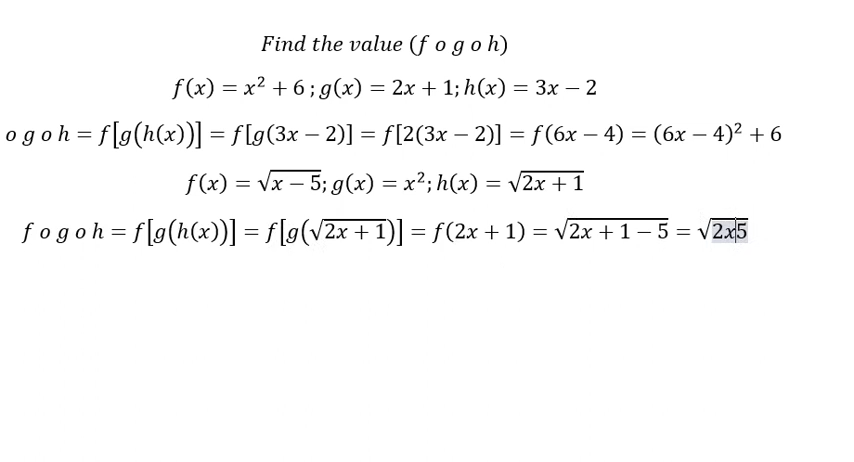 Find the value (f o g o h)
f(x) = x² + 6 ; g(x) = 2x + 1; h(x) = 3x − 2
o g o h = f[g(h(x))] = f[g(3x − 2)] = f[2(3x − 2)] = f(6x − 4) = (6x − 4)² + 6
f(x) = √(x − 5); g(x) = x²; h(x) = √(2x + 1)
f o g o h = f[g(h(x))] = f[g(√(2x + 1))] = f(2x + 1) = √(2x + 1 − 5) = √(2x5)